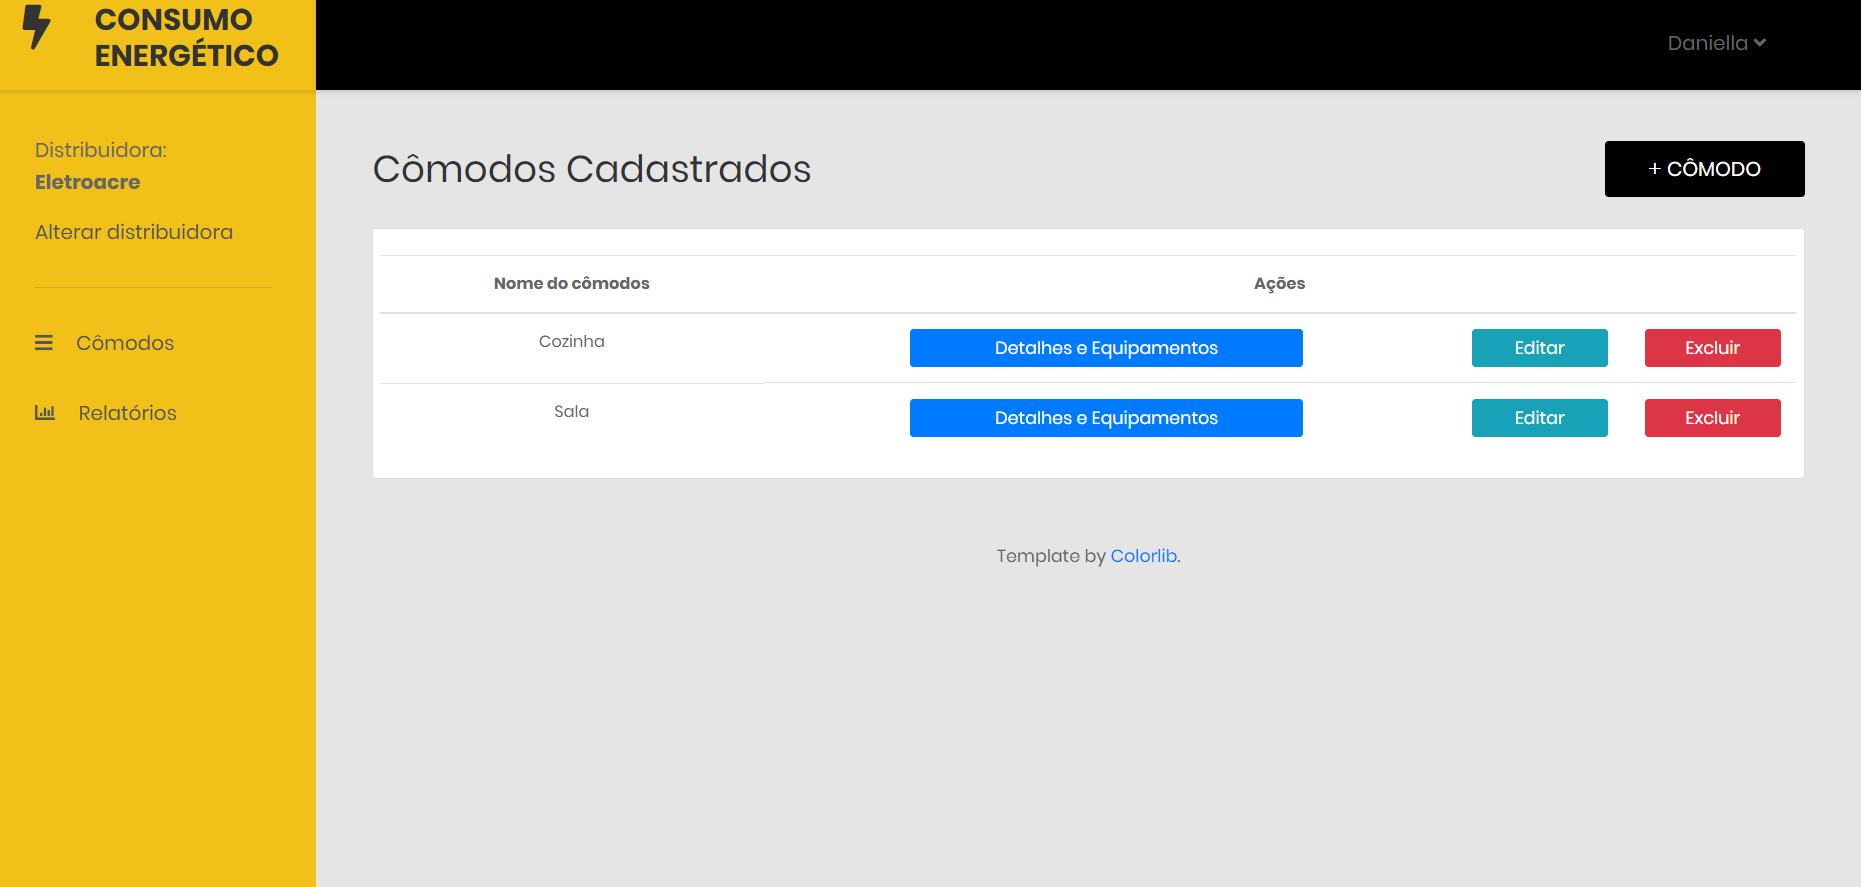 CONSUMO
ENERGÉTICO
Daniella
Distribuidora:
Eletroacre
Alterar distribuidora
Cômodos
Relatórios
Cômodos Cadastrados
+ CÔMODO
Nome do cômodos Ações
Cozinha Detalhes e Equipamentos Editar Excluir
Sala Detalhes e Equipamentos Editar Excluir
Template by Colorlib.